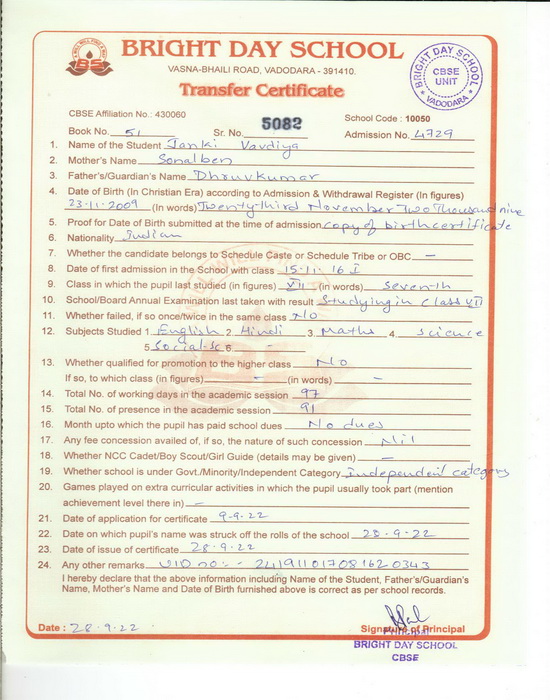 BRIGHT DAY SCHOOL
VASNA-BHAILI ROAD, VADODARA - 391410.
Transfer Certificate
BRIGHT DAY SCHOOL
CBSE
UNIT
VADODARA
CBSE Affiliation No.: 430060
5082
School Code : 10050
Book No. 51 Sr. No. Admission No. 4729
1. Name of the Student Janki Vavdiya
2. Mother's Name Sonalben
3. Father's/Guardian's Name Dhruvkumar
4. Date of Birth (In Christian Era) according to Admission & Withdrawal Register (In figures)
23-11-2009 (In words) Twenty third November Two Thousand nine
5. Proof for Date of Birth submitted at the time of admission copy of birth certificate
6. Nationality Indian
7. Whether the candidate belongs to Schedule Caste or Schedule Tribe or OBC —
8. Date of first admission in the School with class 15-11-16 I
9. Class in which the pupil last studied (in figures) VII (in words) Seventh
10. School/Board Annual Examination last taken with result Studying in class VII
11. Whether failed, if so once/twice in the same class No
12. Subjects Studied 1. English 2. Hindi 3. Maths 4. Science
5. Social-sc 6. -
13. Whether qualified for promotion to the higher class No
If so, to which class (in figures) - (in words) -
14. Total No. of working days in the academic session 97
15. Total No. of presence in the academic session 91
16. Month upto which the pupil has paid school dues No dues
17. Any fee concession availed of, if so, the nature of such concession Nil
18. Whether NCC Cadet/Boy Scout/Girl Guide (details may be given) —
19. Whether school is under Govt./Minority/Independent Category Independent category
20. Games played on extra curricular activities in which the pupil usually took part (mention
achievement level there in) -
21. Date of application for certificate 9-9-22
22. Date on which pupil's name was struck off the rolls of the school 28-9-22
23. Date of issue of certificate 28-9-22
24. Any other remarks UID no:- 241911017081620343
I hereby declare that the above information including Name of the Student, Father's/Guardian's
Name, Mother's Name and Date of Birth furnished above is correct as per school records.
Date : 28-9-22
Signature of Principal
Principal
BRIGHT DAY SCHOOL
CBSE